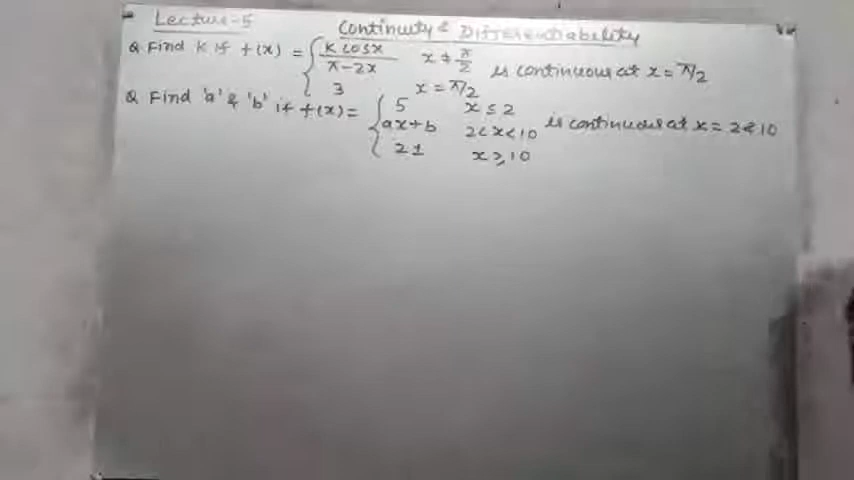 Lecture-5 Continuity & Differentiability
Q Find K if f(x) = { K cosx / π-2x x ≠ π/2 is continuous at x = π/2
3 x = π/2
Q Find 'a' & 'b' if f(x) = { 5 x ≤ 2
ax+b 2<x<10 is continuous at x = 2 & 10
21 x ≥ 10